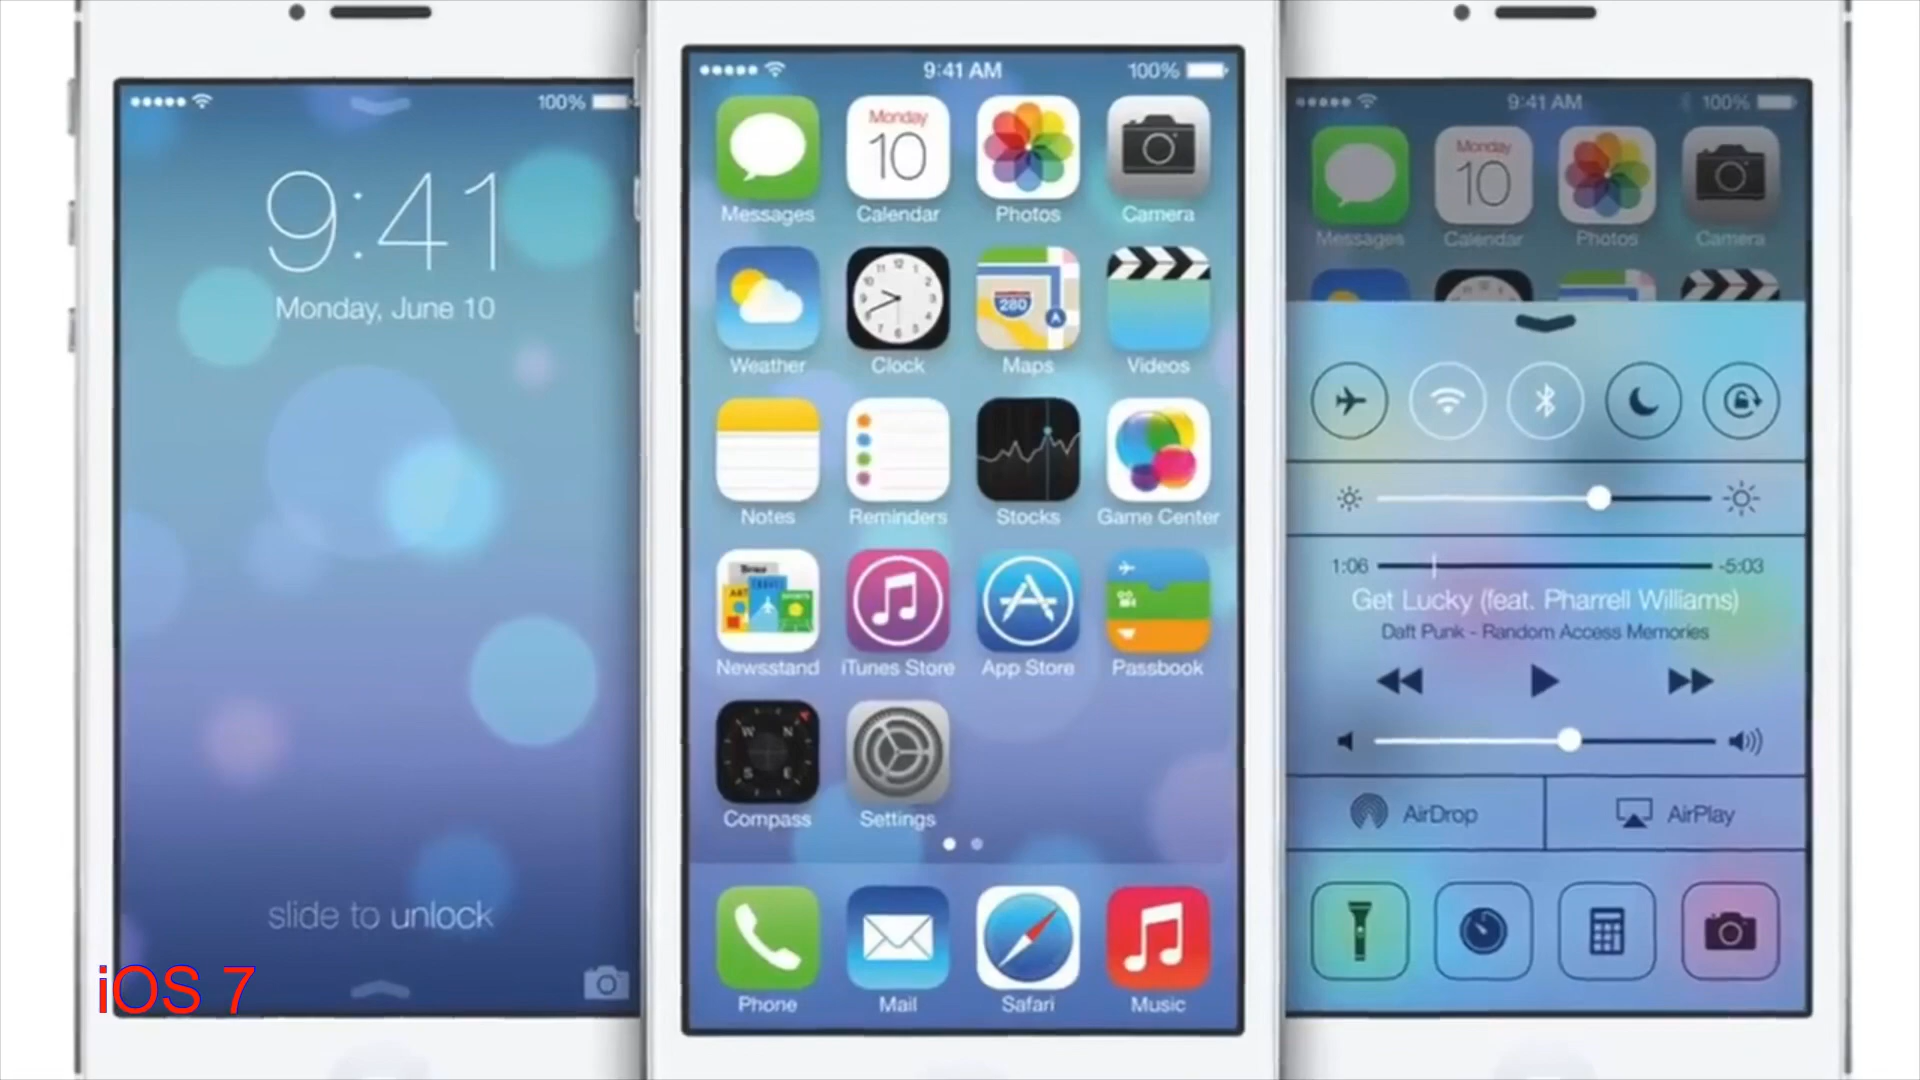 100%
9:41
Monday, June 10
slide to unlock
iOS 7
9:41 AM 100%
Monday
10
Messages Calendar Photos Camera
280
Weather Clock Maps Videos
Notes Reminders Stocks Game Center
Newsstand iTunes Store App Store Passbook
W N
S E
Compass Settings
Phone Mail Safari Music
9:41 AM 100%
Monday
10
Messages Calendar Photos Camera
1:06 -5:03
Get Lucky (feat. Pharrell Williams)
Daft Punk - Random Access Memories
AirDrop AirPlay